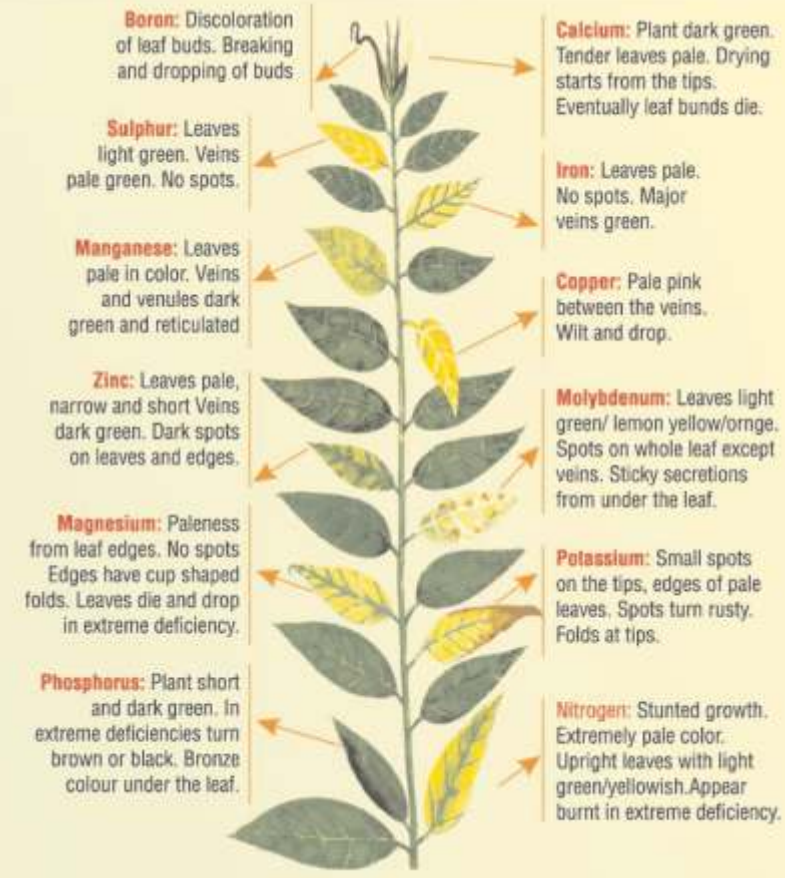 Boron: Discoloration
of leaf buds. Breaking
and dropping of buds
Sulphur: Leaves
light green. Veins
pale green. No spots.
Manganese: Leaves
pale in color. Veins
and venules dark
green and reticulated
Zinc: Leaves pale,
narrow and short Veins
dark green. Dark spots
on leaves and edges.
Magnesium: Paleness
from leaf edges. No spots
Edges have cup shaped
folds. Leaves die and drop
in extreme deficiency.
Phosphorus: Plant short
and dark green. In
extreme deficiencies turn
brown or black. Bronze
colour under the leaf.
Calcium: Plant dark green.
Tender leaves pale. Drying
starts from the tips.
Eventually leaf bunds die.
Iron: Leaves pale.
No spots. Major
veins green.
Copper: Pale pink
between the veins.
Wilt and drop.
Molybdenum: Leaves light
green/ lemon yellow/ornge.
Spots on whole leaf except
veins. Sticky secretions
from under the leaf.
Potassium: Small spots
on the tips, edges of pale
leaves. Spots turn rusty.
Folds at tips.
Nitrogen: Stunted growth.
Extremely pale color.
Upright leaves with light
green/yellowish.Appear
burnt in extreme deficiency.